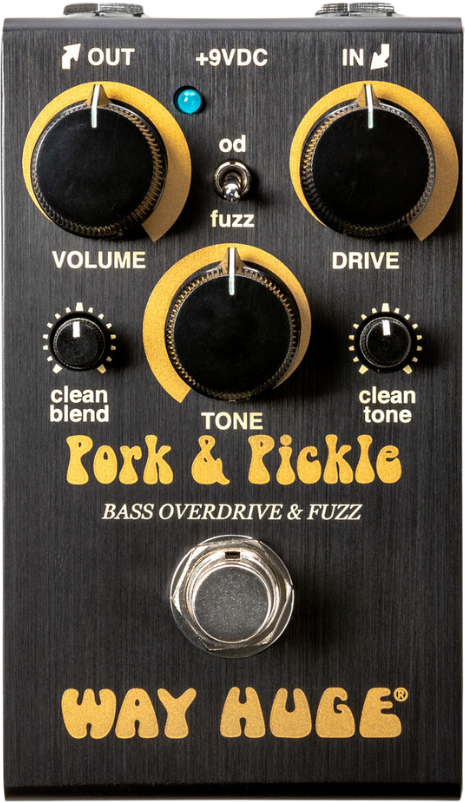 OUT +9VDC IN
od
fuzz
VOLUME DRIVE
clean
blend
clean
tone
TONE
Pork & Pickle
BASS OVERDRIVE & FUZZ
WAY HUGE®